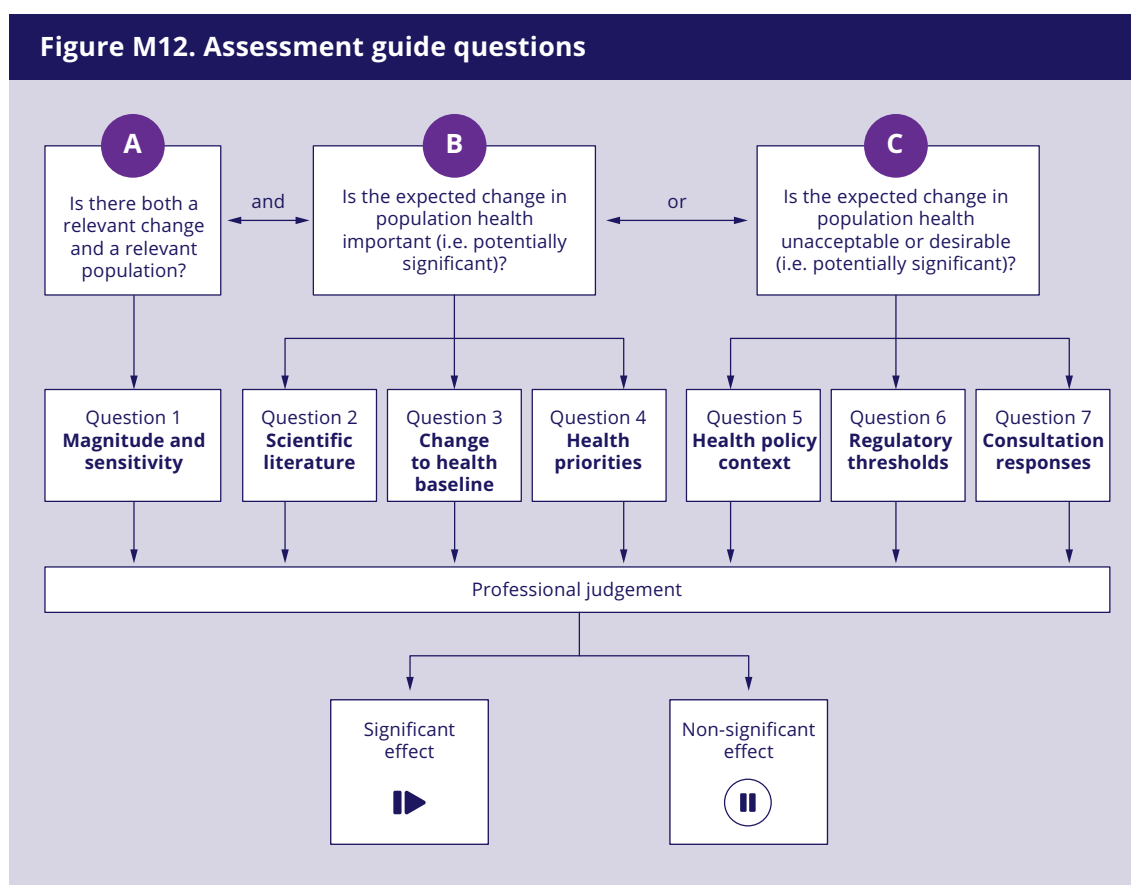 Figure M12. Assessment guide questions
A
Is there both a
relevant change
and a relevant
population?
and
B
Is the expected change in
population health
important (i.e. potentially
significant)?
or
C
Is the expected change in
population health
unacceptable or desirable
(i.e. potentially significant)?
Question 1
Magnitude and
sensitivity
Question 2
Scientific
literature
Question 3
Change
to health
baseline
Question 4
Health
priorities
Question 5
Health policy
context
Question 6
Regulatory
thresholds
Question 7
Consultation
responses
Professional judgement
Significant
effect
Non-significant
effect